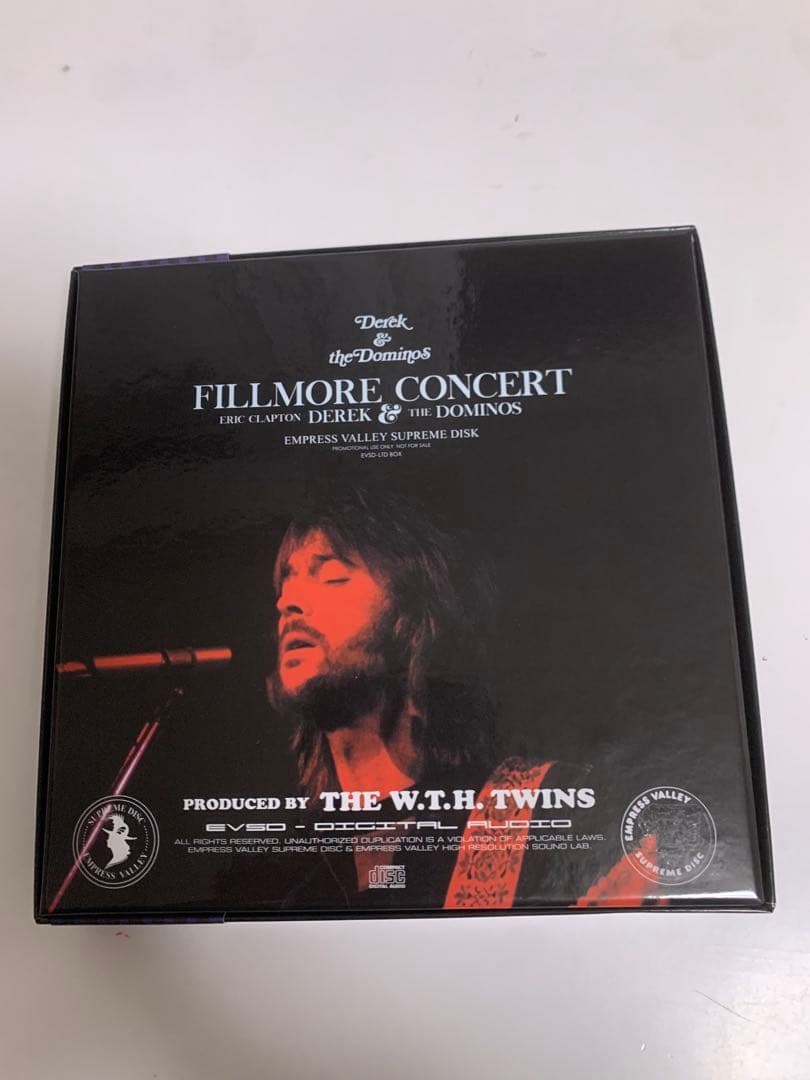 Derek
&
the Dominos
FILLMORE CONCERT
ERIC CLAPTON DEREK & THE DOMINOS
EMPRESS VALLEY SUPREME DISK
PROMOTIONAL USE ONLY NOT FOR SALE
EVSD-LTD BOX
PRODUCED BY THE W.T.H. TWINS
EVSD - DIGITAL AUDIO
ALL RIGHTS RESERVED. UNAUTHORIZED DUPLICATION IS A VIOLATION OF APPLICABLE LAWS.
EMPRESS VALLEY SUPREME DISC & EMPRESS VALLEY HIGH RESOLUTION SOUND LAB.
SUPREME DISC
EMPRESS VALLEY
COMPACT
disc
DIGITAL AUDIO
EMPRESS VALLEY
SUPREME DISC